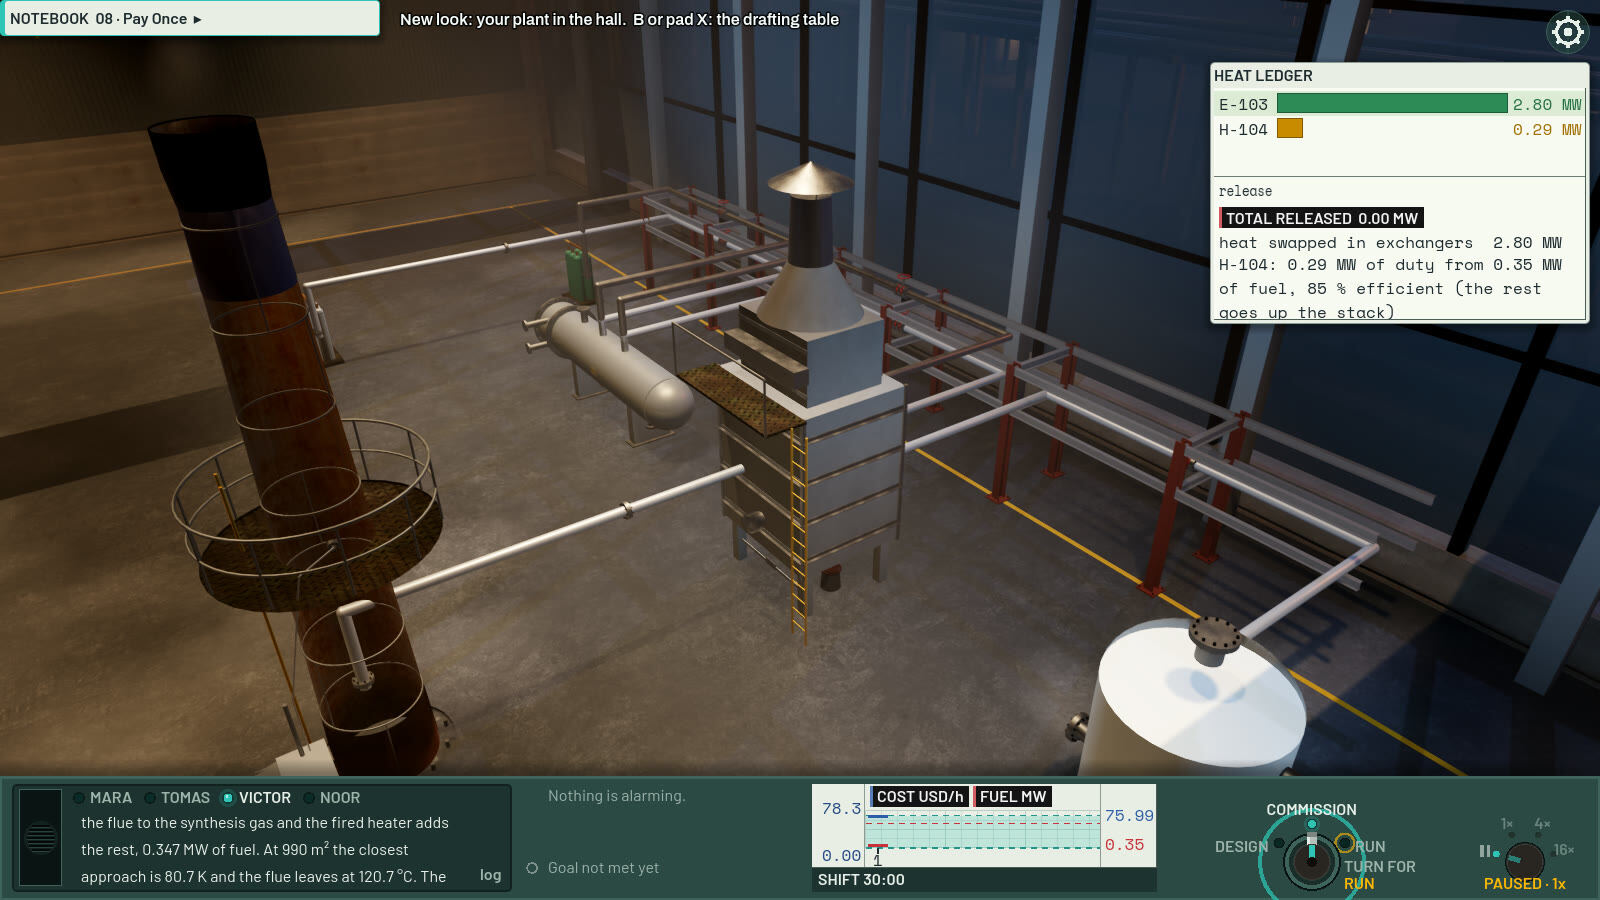 NOTEBOOK 08 · Pay Once ▸
New look: your plant in the hall. B or pad X: the drafting table
HEAT LEDGER
E-103 2.80 MW
H-104 0.29 MW
release
TOTAL RELEASED 0.00 MW
heat swapped in exchangers 2.80 MW
H-104: 0.29 MW of duty from 0.35 MW
of fuel, 85 % efficient (the rest
goes up the stack)
MARA TOMAS VICTOR NOOR
the flue to the synthesis gas and the fired heater adds
the rest, 0.347 MW of fuel. At 990 m² the closest
approach is 80.7 K and the flue leaves at 120.7 °C. The
log
Nothing is alarming.
Goal not met yet
COST USD/h FUEL MW
78.3
75.99
0.35
0.00
1
SHIFT 30:00
COMMISSION
DESIGN
RUN
TURN FOR
RUN
1×
4×
16×
PAUSED · 1x